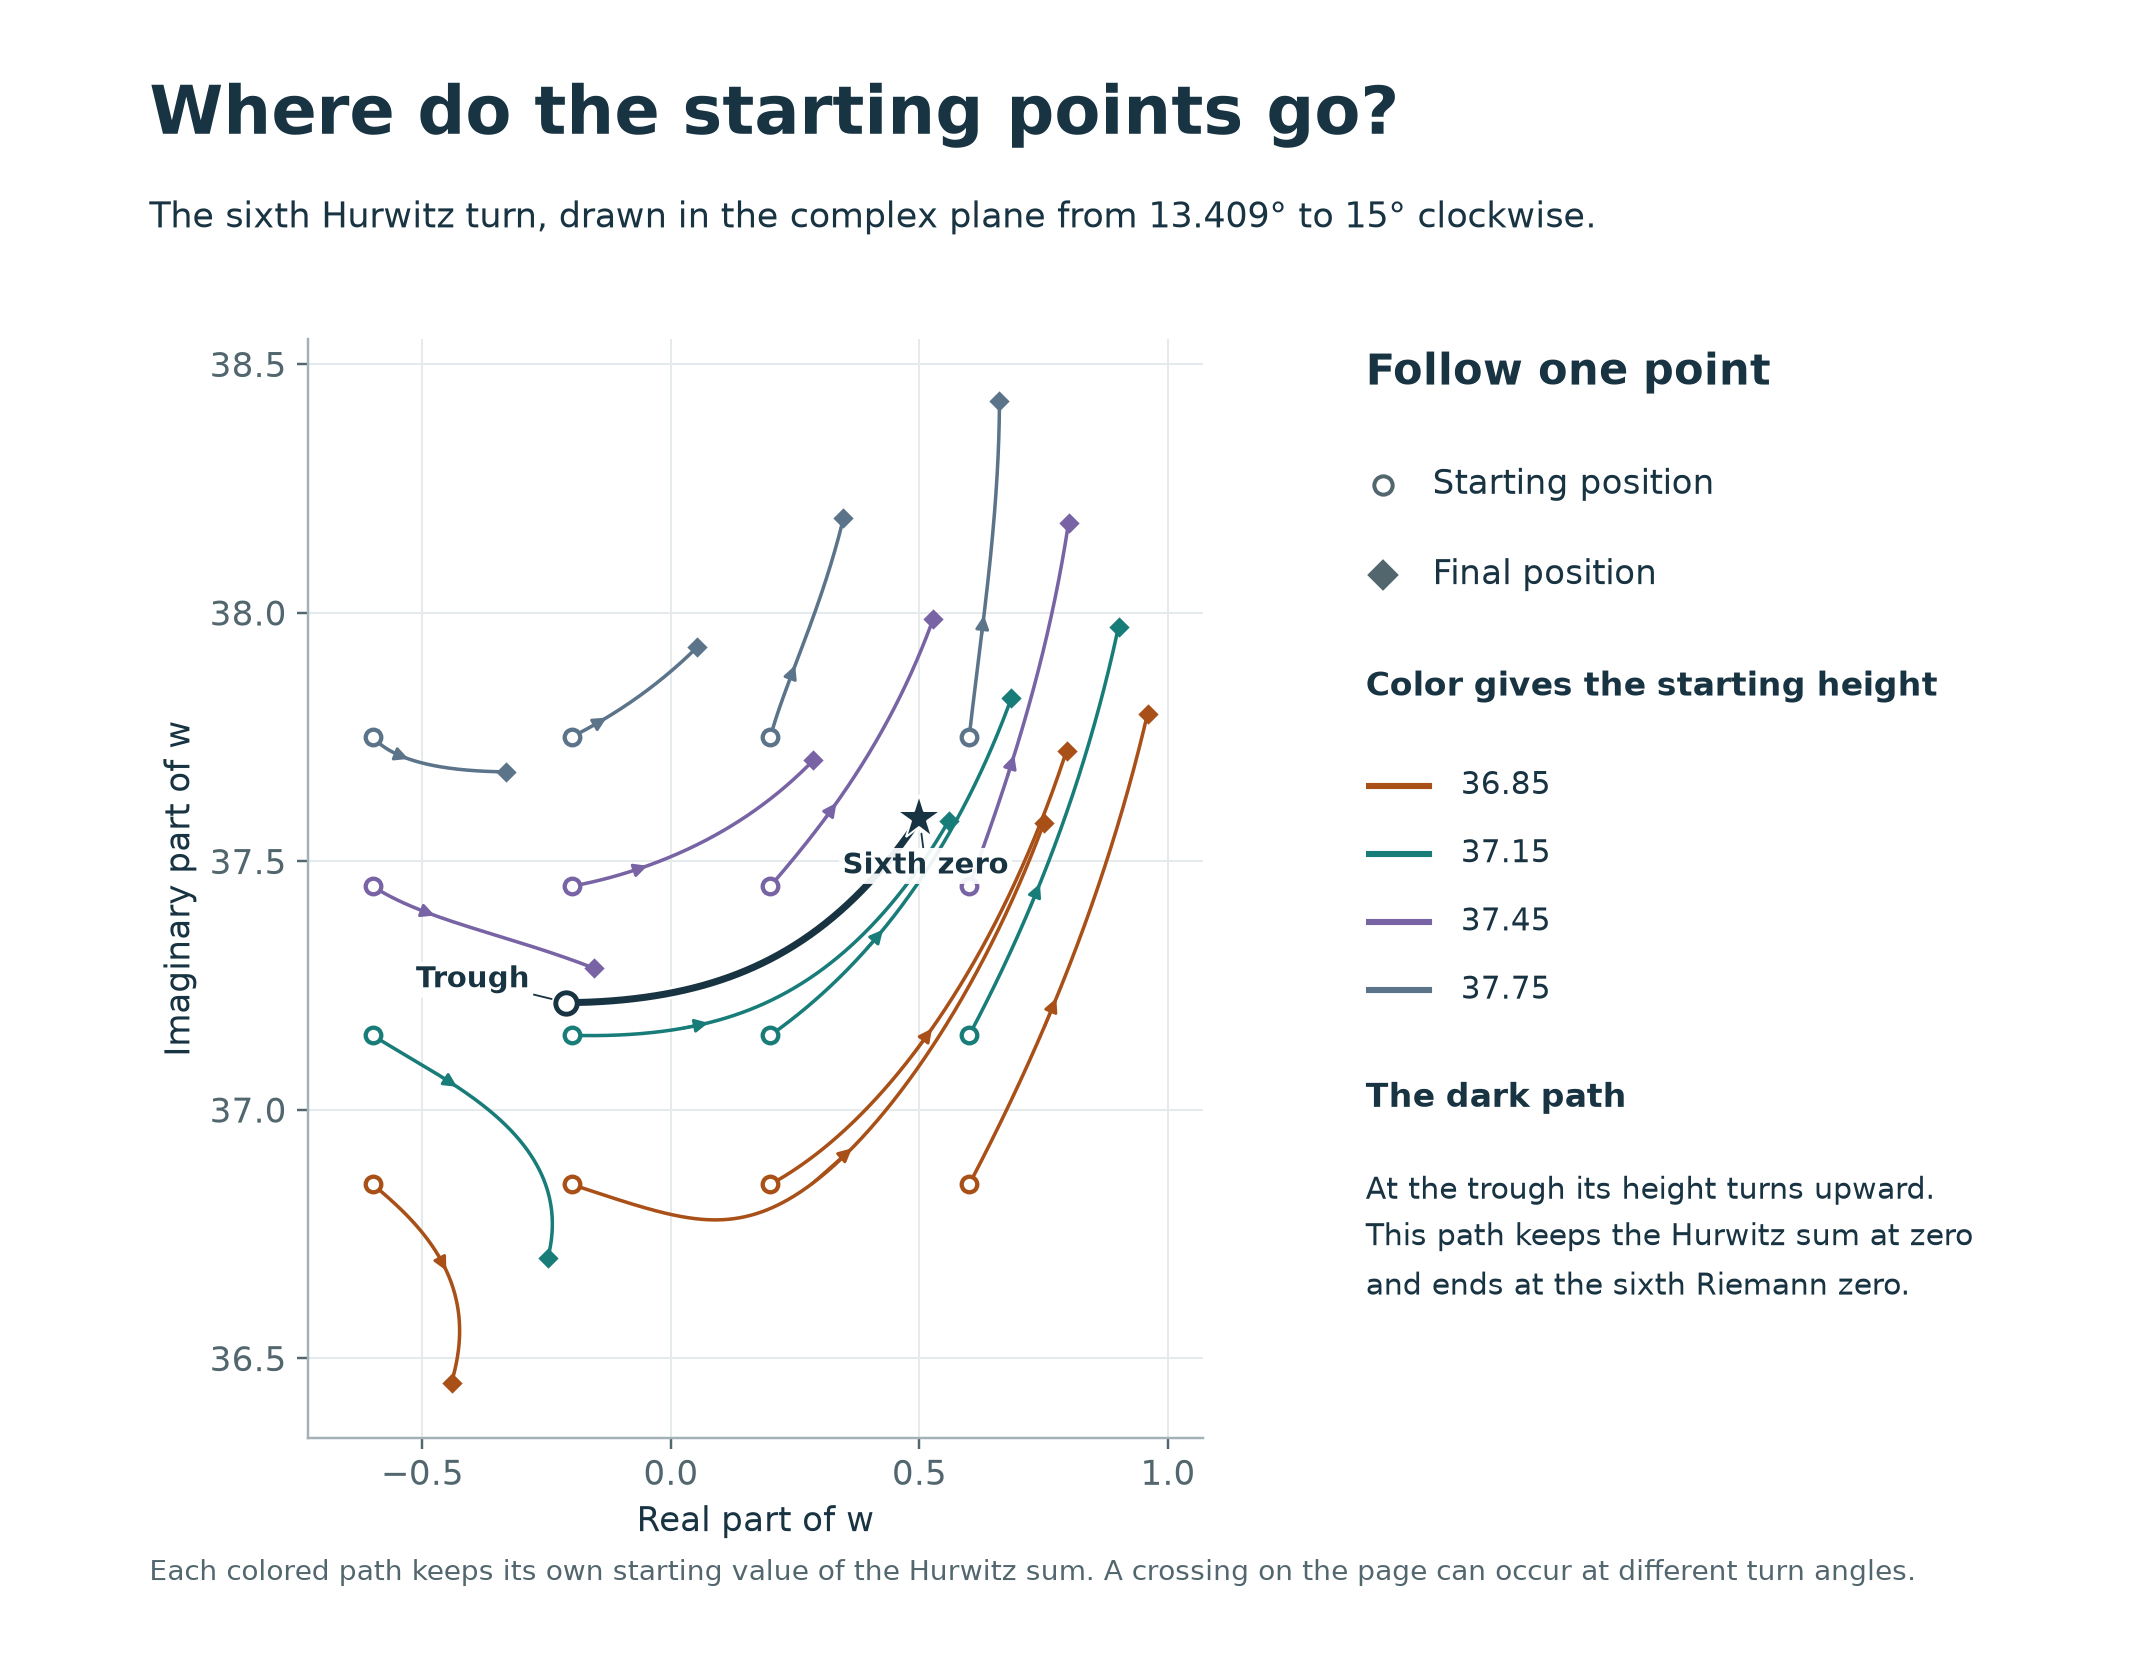 Where do the starting points go?
The sixth Hurwitz turn, drawn in the complex plane from 13.409° to 15° clockwise.
38.5
38.0
37.5
37.0
36.5
Imaginary part of w
Trough
Sixth zero
−0.5
0.0
0.5
1.0
Real part of w
Follow one point
Starting position
Final position
Color gives the starting height
36.85
37.15
37.45
37.75
The dark path
At the trough its height turns upward.
This path keeps the Hurwitz sum at zero
and ends at the sixth Riemann zero.
Each colored path keeps its own starting value of the Hurwitz sum. A crossing on the page can occur at different turn angles.